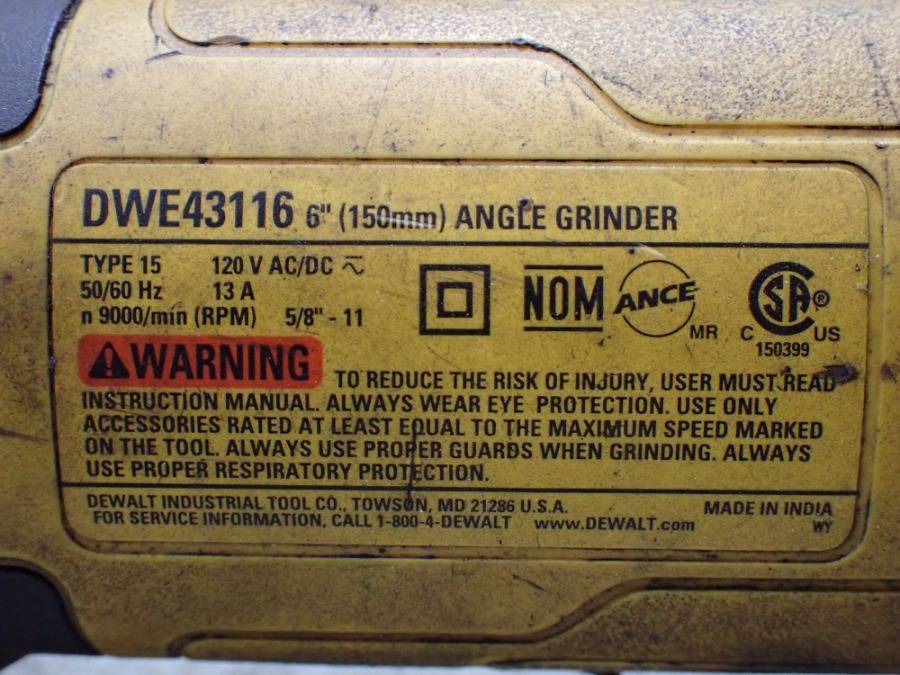 DWE43116 6" (150mm) ANGLE GRINDER
TYPE 15 120 V AC/DC
50/60 Hz 13 A
n 9000/min (RPM) 5/8" - 11
NOM
ANCE
MR
SA®
C US
150399
WARNING TO REDUCE THE RISK OF INJURY, USER MUST READ
INSTRUCTION MANUAL. ALWAYS WEAR EYE PROTECTION. USE ONLY
ACCESSORIES RATED AT LEAST EQUAL TO THE MAXIMUM SPEED MARKED
ON THE TOOL. ALWAYS USE PROPER GUARDS WHEN GRINDING. ALWAYS
USE PROPER RESPIRATORY PROTECTION.
DEWALT INDUSTRIAL TOOL CO., TOWSON, MD 21286 U.S.A. MADE IN INDIA
FOR SERVICE INFORMATION, CALL 1-800-4-DEWALT www.DEWALT.com WY